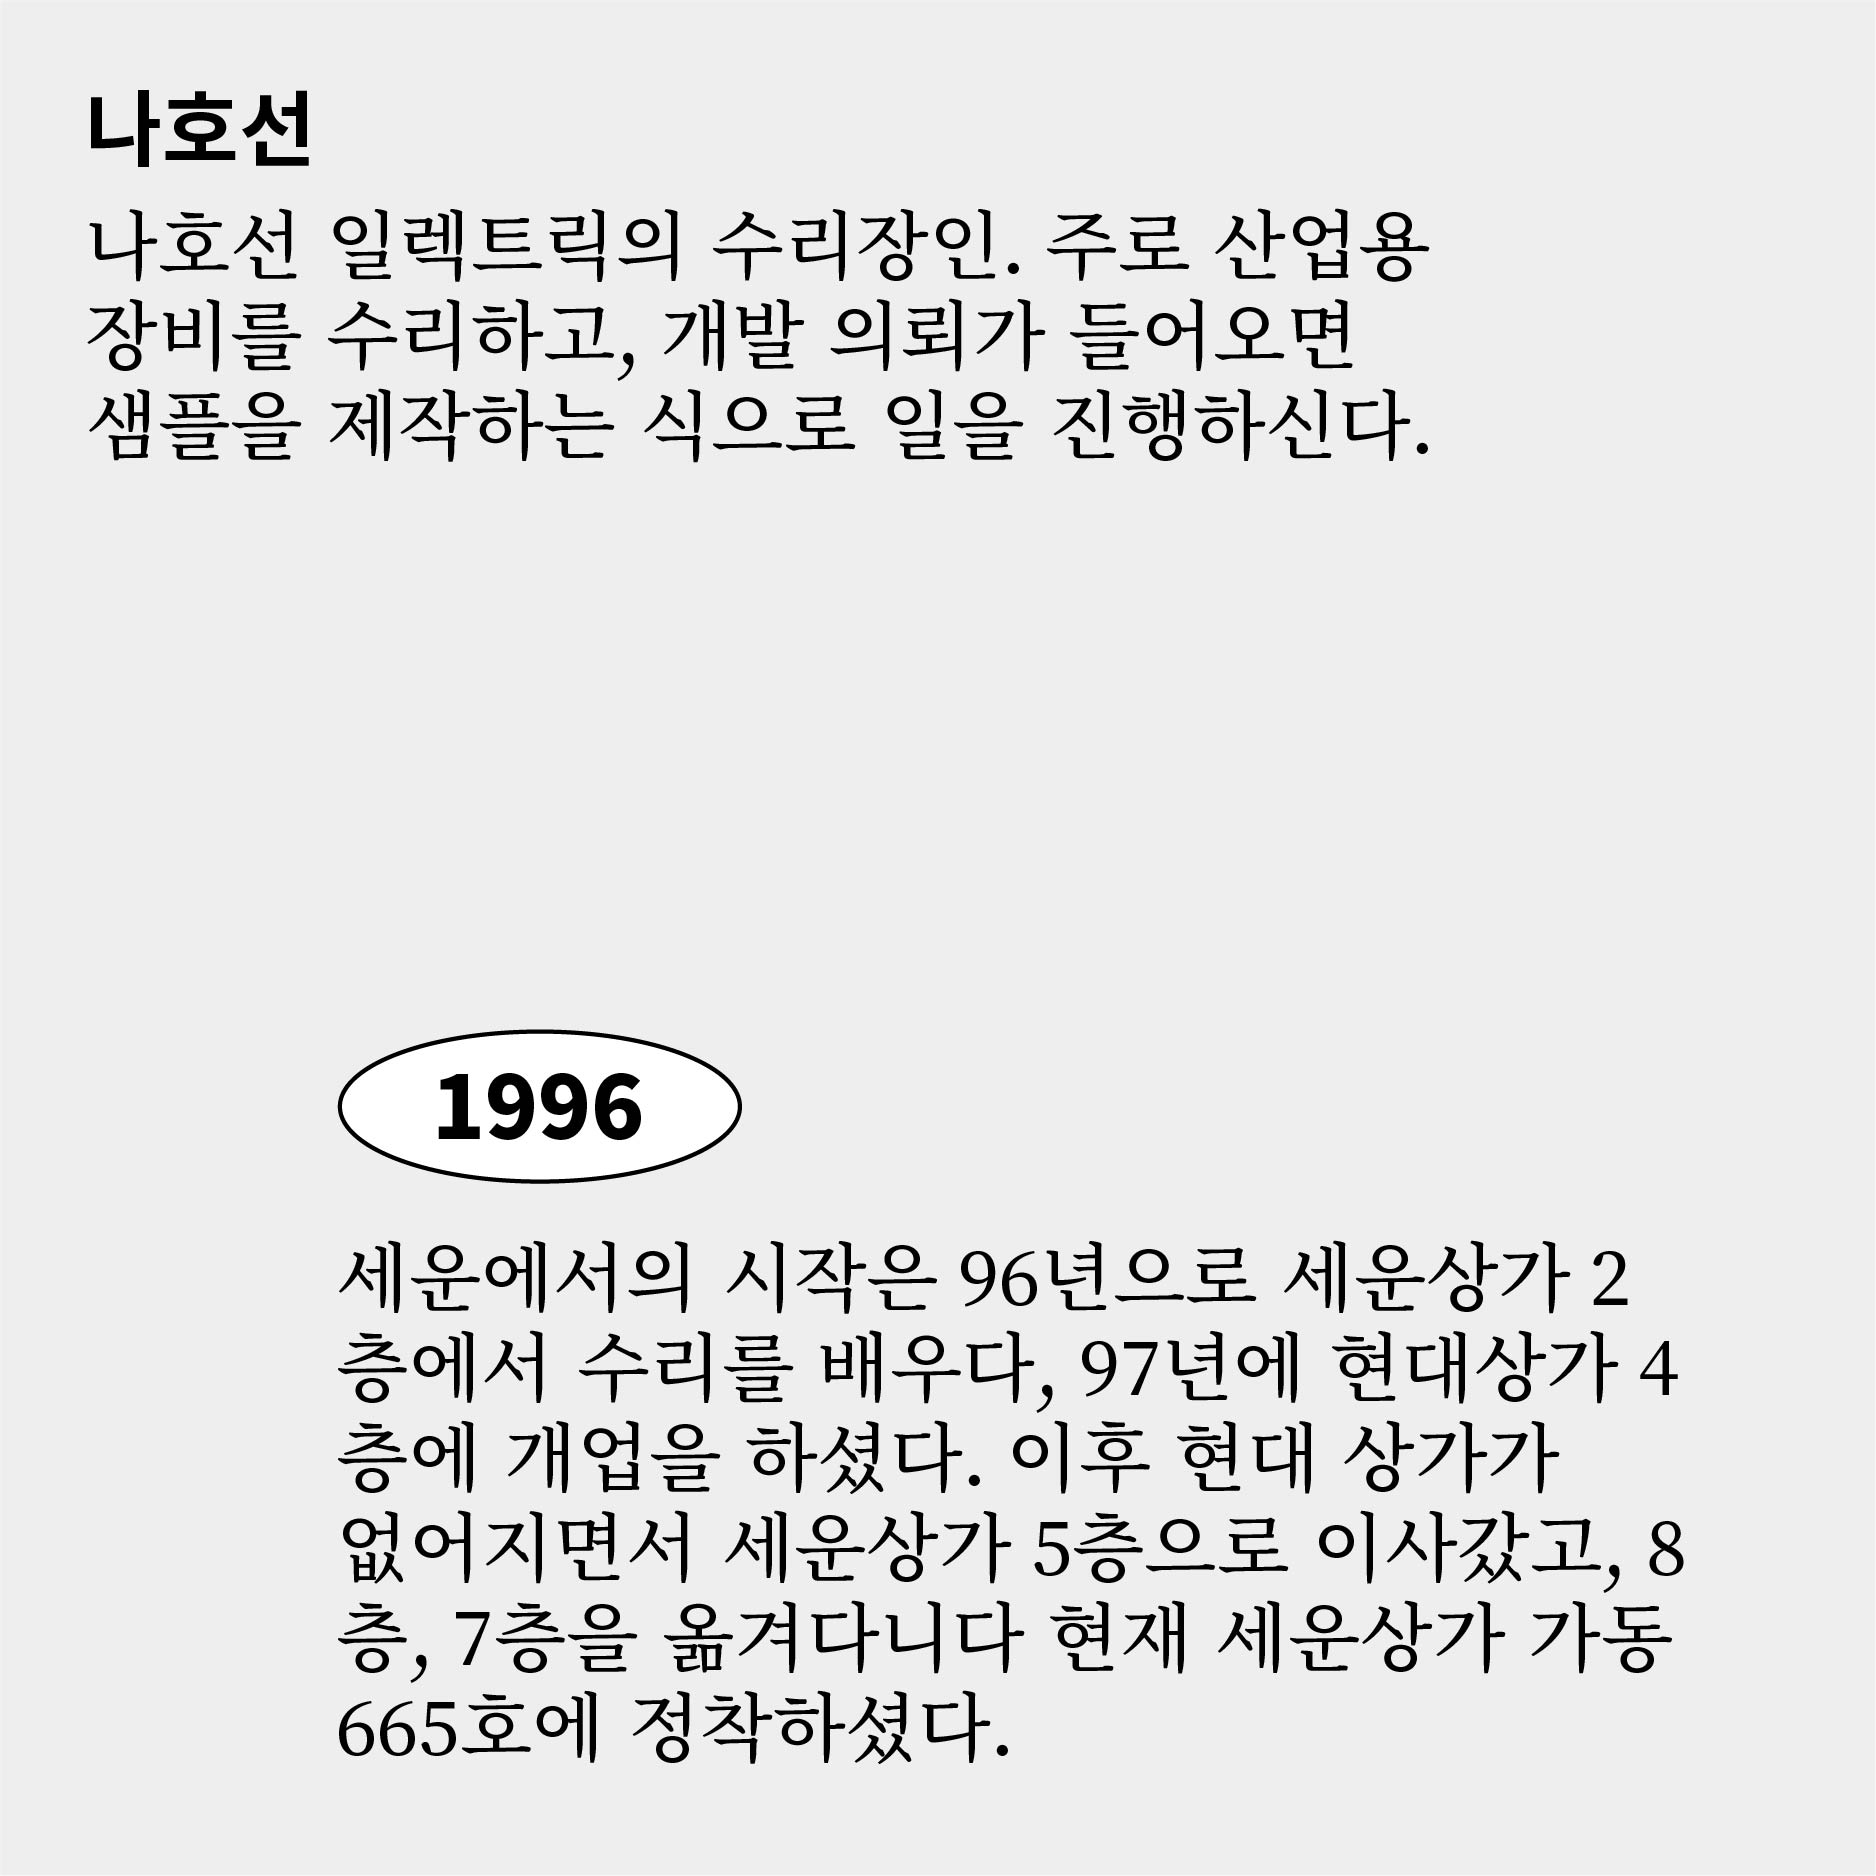 나호선
나호선 일렉트릭의 수리장인. 주로 산업용
장비를 수리하고, 개발 의뢰가 들어오면
샘플을 제작하는 식으로 일을 진행하신다.
1996
세운에서의 시작은 96년으로 세운상가 2
층에서 수리를 배우다, 97년에 현대상가 4
층에 개업을 하셨다. 이후 현대 상가가
없어지면서 세운상가 5층으로 이사갔고, 8
층, 7층을 옮겨다니다 현재 세운상가 가동
665호에 정착하셨다.